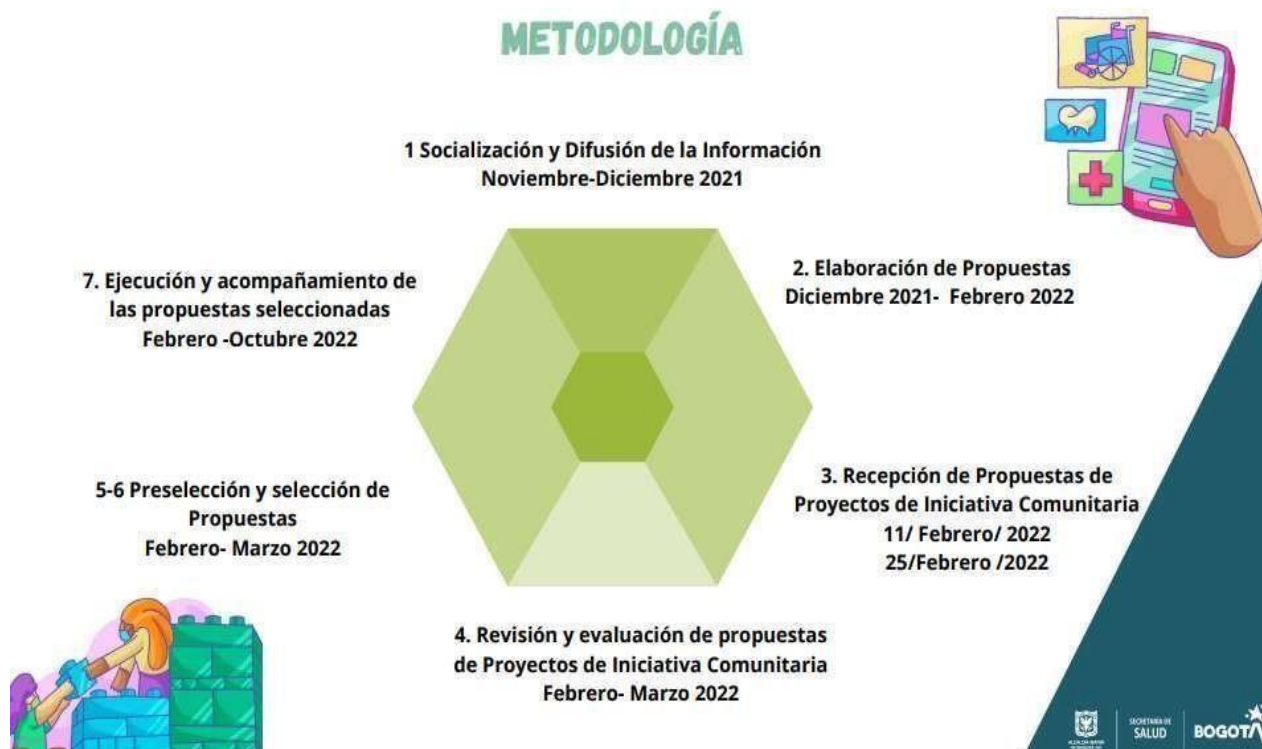 METODOLOGÍA
1 Socialización y Difusión de la Información
Noviembre-Diciembre 2021
2. Elaboración de Propuestas
Diciembre 2021- Febrero 2022
3. Recepción de Propuestas de
Proyectos de Iniciativa Comunitaria
11/ Febrero/ 2022
25/Febrero /2022
4. Revisión y evaluación de propuestas
de Proyectos de Iniciativa Comunitaria
Febrero- Marzo 2022
5-6 Preselección y selección de
Propuestas
Febrero- Marzo 2022
7. Ejecución y acompañamiento de
las propuestas seleccionadas
Febrero -Octubre 2022
SECRETARÍA DE
SALUD
BOGOTÁ